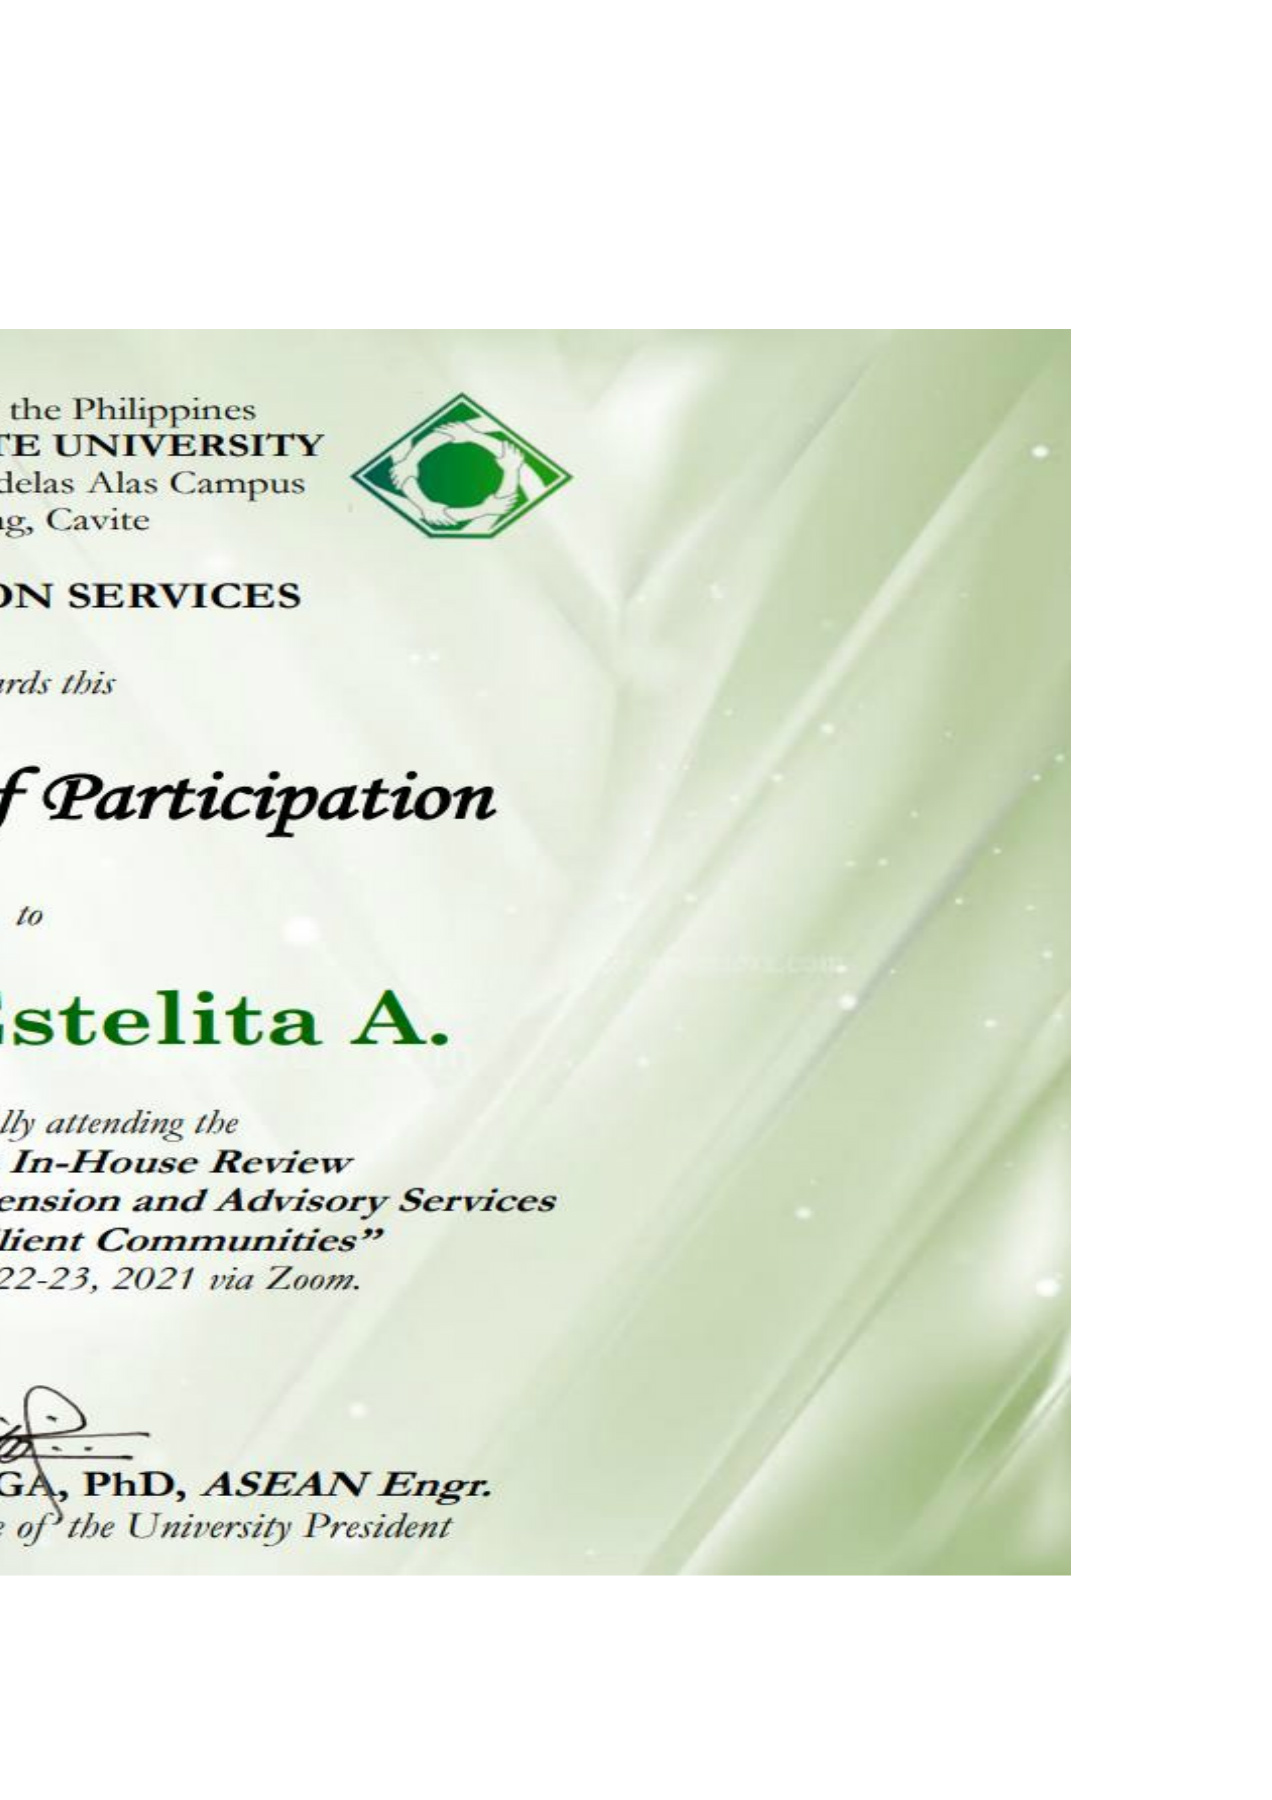 the Philippines
TE UNIVERSITY
delas Alas Campus
ng, Cavite
ON SERVICES
ards this
f Participation
to
Estelita A.
lly attending the
In-House Review
ension and Advisory Services
lient Communities”
22-23, 2021 via Zoom.
GA, PhD, ASEAN Engr.
e of the University President